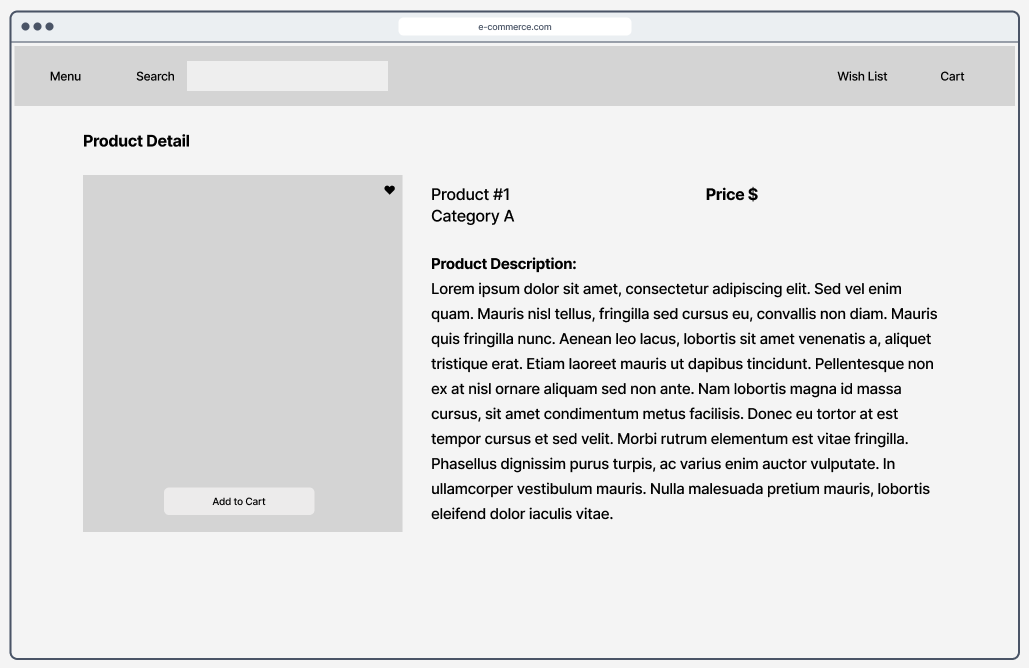 e-commerce.com
Menu
Search
Wish List
Cart
Product Detail
Product #1
Price $
Category A
Product Description:
Lorem ipsum dolor sit amet, consectetur adipiscing elit. Sed vel enim
quam. Mauris nisl tellus, fringilla sed cursus eu, convallis non diam. Mauris
quis fringilla nunc. Aenean leo lacus, lobortis sit amet venenatis a, aliquet
tristique erat. Etiam laoreet mauris ut dapibus tincidunt. Pellentesque non
ex at nisl ornare aliquam sed non ante. Nam lobortis magna id massa
cursus, sit amet condimentum metus facilisis. Donec eu tortor at est
tempor cursus et sed velit. Morbi rutrum elementum est vitae fringilla.
Phasellus dignissim purus turpis, ac varius enim auctor vulputate. In
ullamcorper vestibulum mauris. Nulla malesuada pretium mauris, lobortis
eleifend dolor iaculis vitae.
Add to Cart